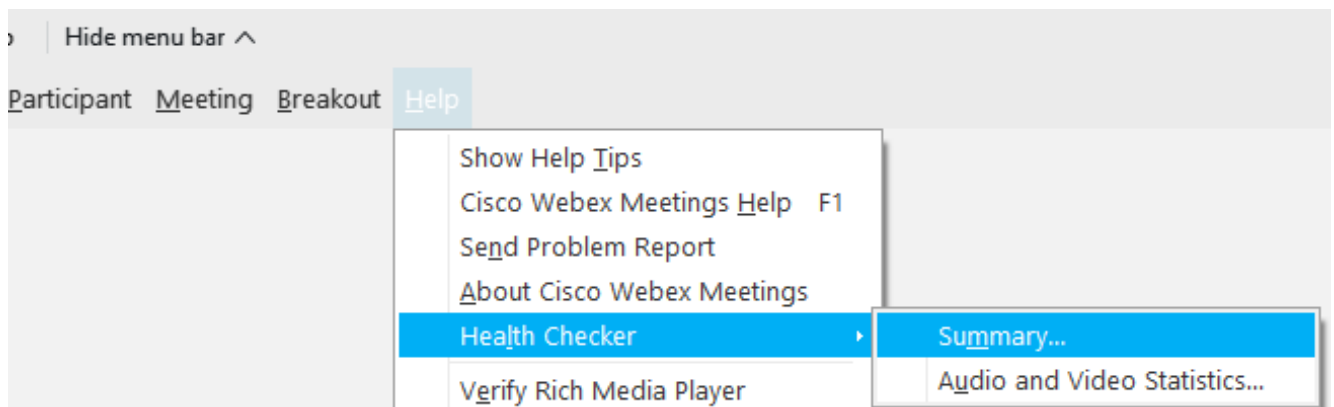 Hide menu bar
Participant Meeting Breakout Help
Show Help Tips
Cisco Webex Meetings Help F1
Send Problem Report
About Cisco Webex Meetings
Health Checker
Summary...
Verify Rich Media Player
Audio and Video Statistics...